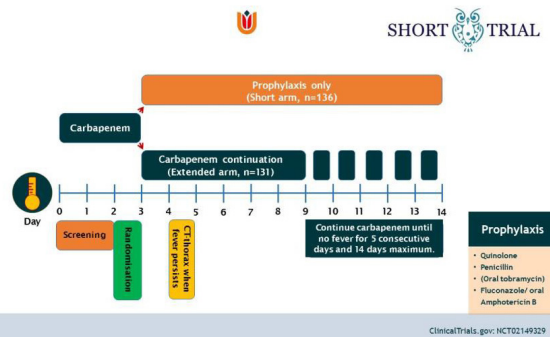 SHORT TRIAL
Prophylaxis only
(Short arm, n=136)
Carbapenem
Carbapenem continuation
(Extended arm, n=131)
Day
0 1 2 3 4 5 6 7 8 9 10 11 12 13 14
Screening
Randomisation
CT-thorax when
fever persists
Continue carbapenem until
no fever for 5 consecutive
days and 14 days maximum.
Prophylaxis
• Quinolone
• Penicillin
• (Oral tobramycin)
• Fluconazole/ oral
Amphotericin B
ClinicalTrials.gov: NCT02149329